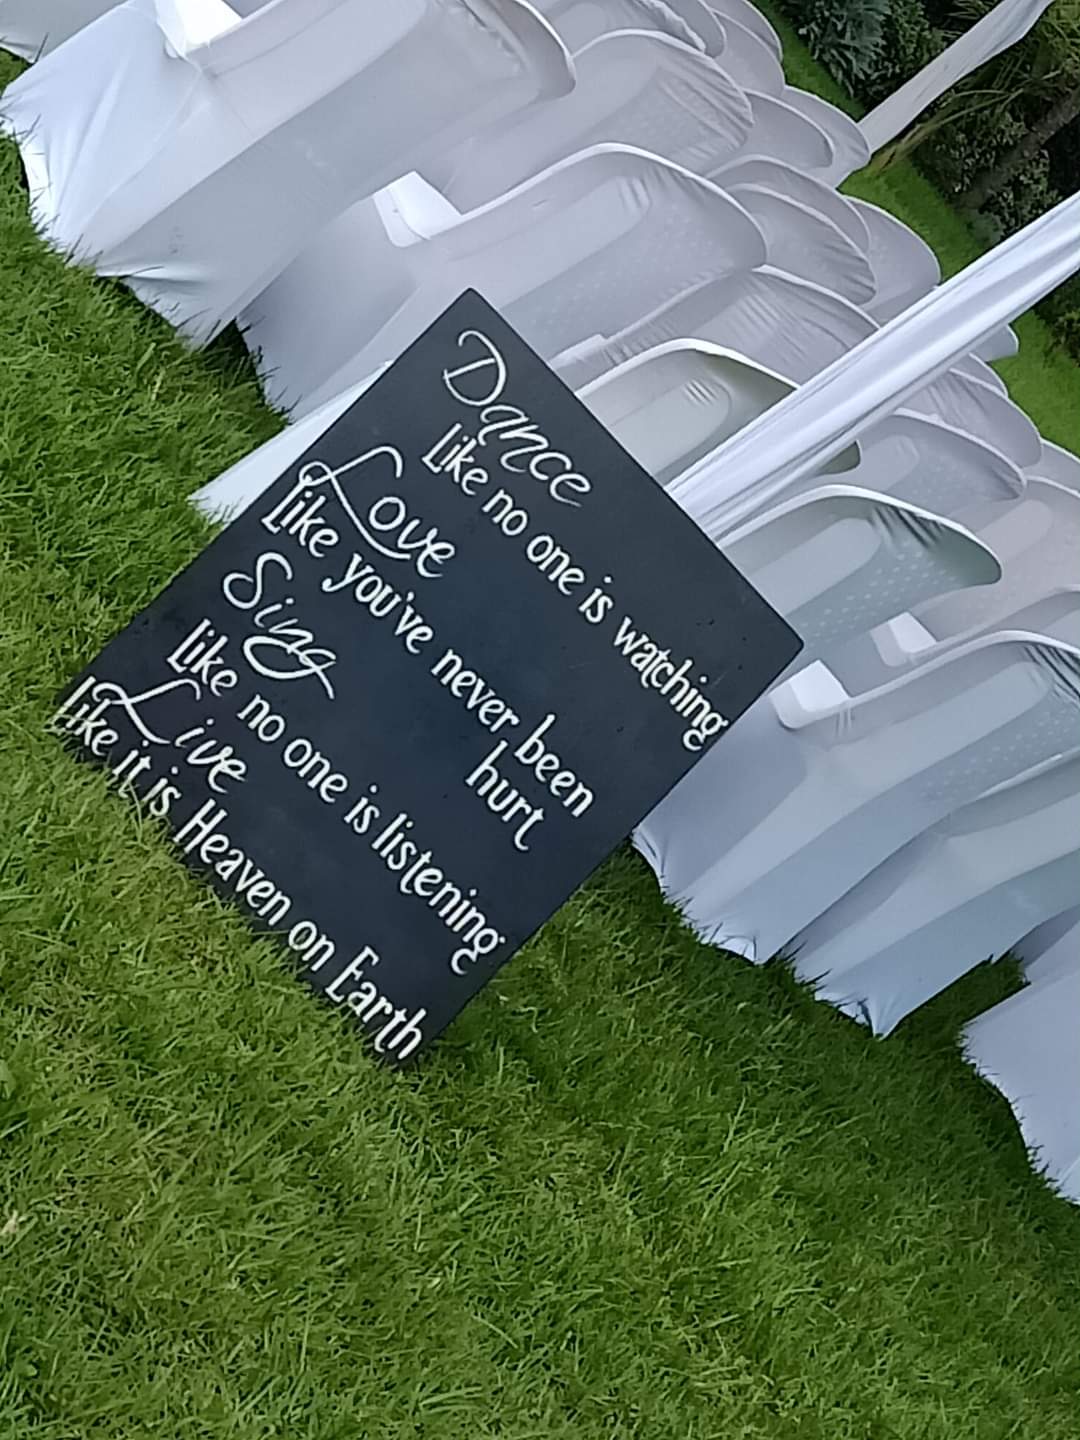 Dance
like no one is watching
Love
like you've never been
hurt
Sing
like no one is listening
Live
like it is Heaven on Earth